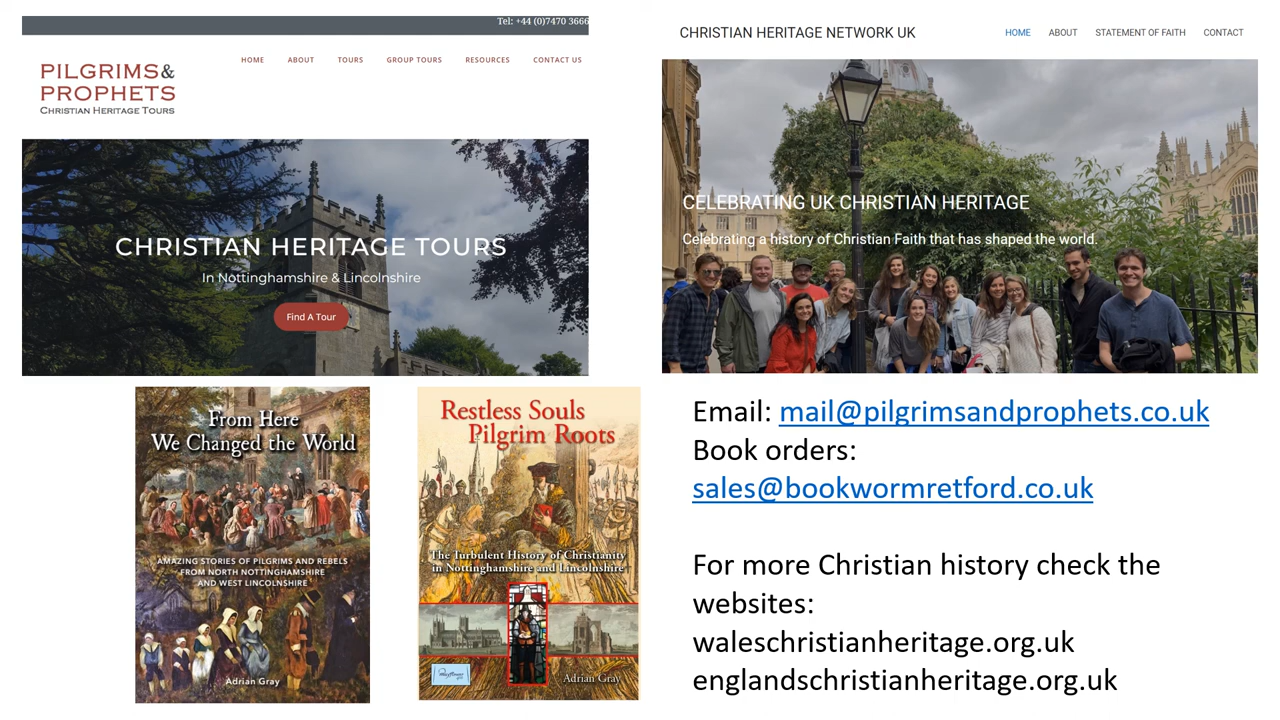 Tel: +44 (0)7470 3666
PILGRIMS&
PROPHETS
CHRISTIAN HERITAGE TOURS
HOME ABOUT TOURS GROUP TOURS RESOURCES CONTACT US
CHRISTIAN HERITAGE TOURS
In Nottinghamshire & Lincolnshire
Find A Tour
CHRISTIAN HERITAGE NETWORK UK
HOME ABOUT STATEMENT OF FAITH CONTACT
CELEBRATING UK CHRISTIAN HERITAGE
Celebrating a history of Christian Faith that has shaped the world.
From Here
We Changed the World
AMAZING STORIES OF PILGRIMS AND REBELS
FROM NORTH NOTTINGHAMSHIRE
AND WEST LINCOLNSHIRE
Adrian Gray
Restless Souls
Pilgrim Roots
The Turbulent History of Christianity
in Nottinghamshire and Lincolnshire
Adrian Gray
Email: mail@pilgrimsandprophets.co.uk
Book orders:
sales@bookwormretford.co.uk
For more Christian history check the
websites:
waleschristianheritage.org.uk
englandschristianheritage.org.uk